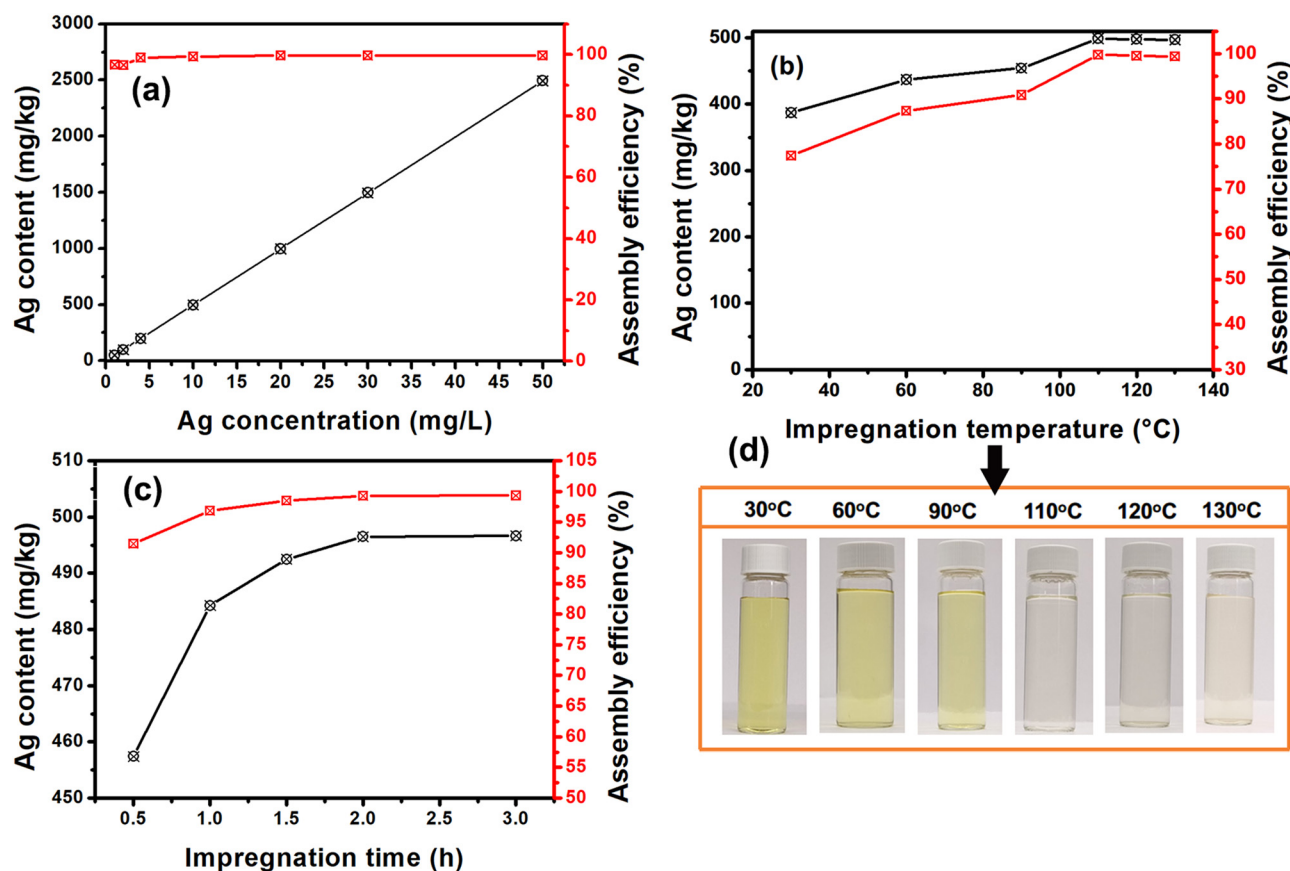 (a)
Ag content (mg/kg)
3000
2500
2000
1500
1000
500
0
Assembly efficiency (%)
100
80
60
40
20
0
0 5 10 15 20 25 30 35 40 45 50
Ag concentration (mg/L)
(b)
Ag content (mg/kg)
500
400
300
200
100
0
Assembly efficiency (%)
100
90
80
70
60
50
40
30
20 40 60 80 100 120 140
Impregnation temperature (°C)
(c)
Ag content (mg/kg)
510
500
490
480
470
460
450
Assembly efficiency (%)
105
100
95
90
85
80
75
70
65
60
55
50
0.5 1.0 1.5 2.0 2.5 3.0
Impregnation time (h)
(d)
30°C 60°C 90°C 110°C 120°C 130°C